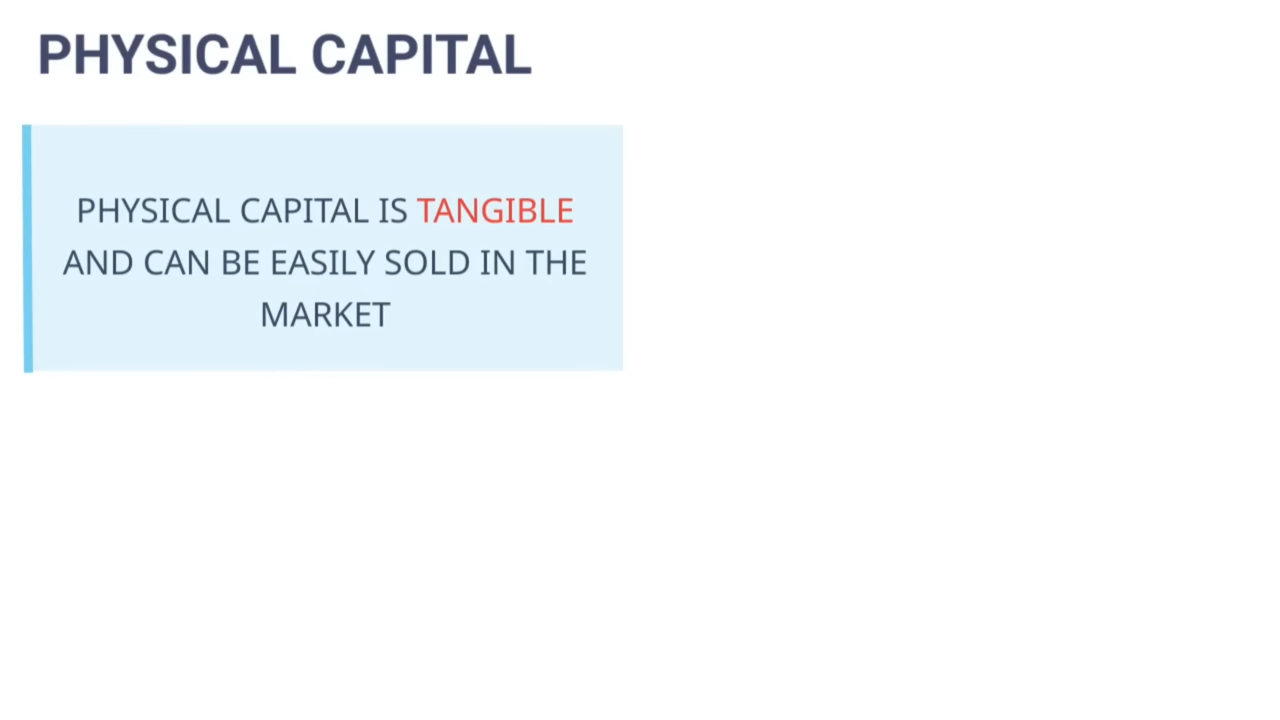 PHYSICAL CAPITAL
PHYSICAL CAPITAL IS TANGIBLE
AND CAN BE EASILY SOLD IN THE
MARKET